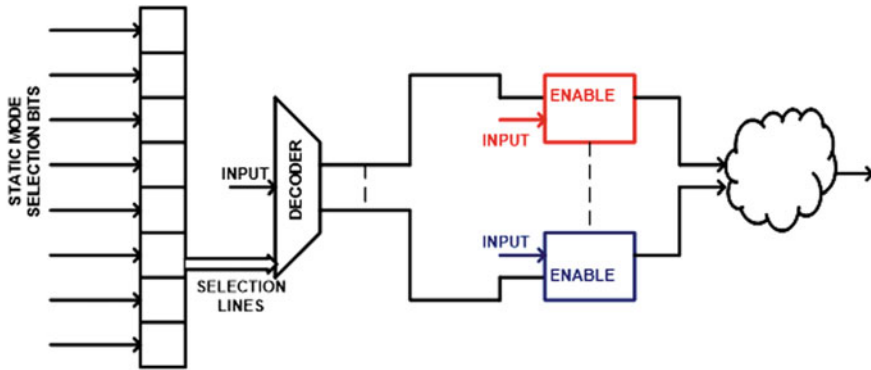 STATIC MODE
SELECTION BITS
INPUT
DECODER
SELECTION
LINES
ENABLE
INPUT
INPUT
ENABLE